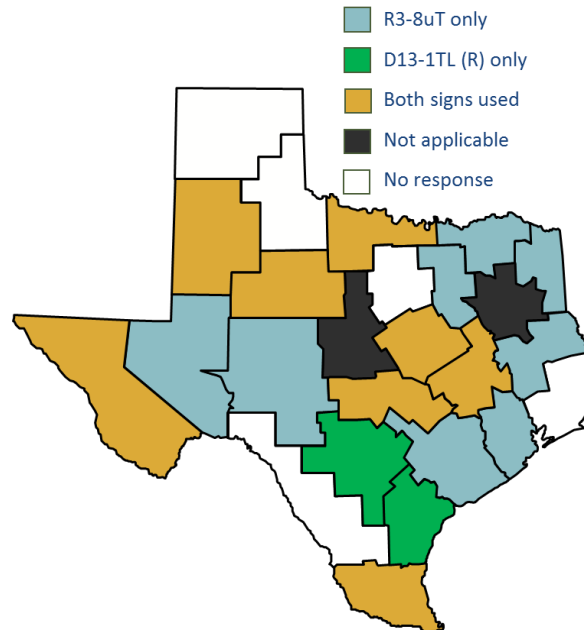 R3-8uT only
D13-1TL (R) only
Both signs used
Not applicable
No response